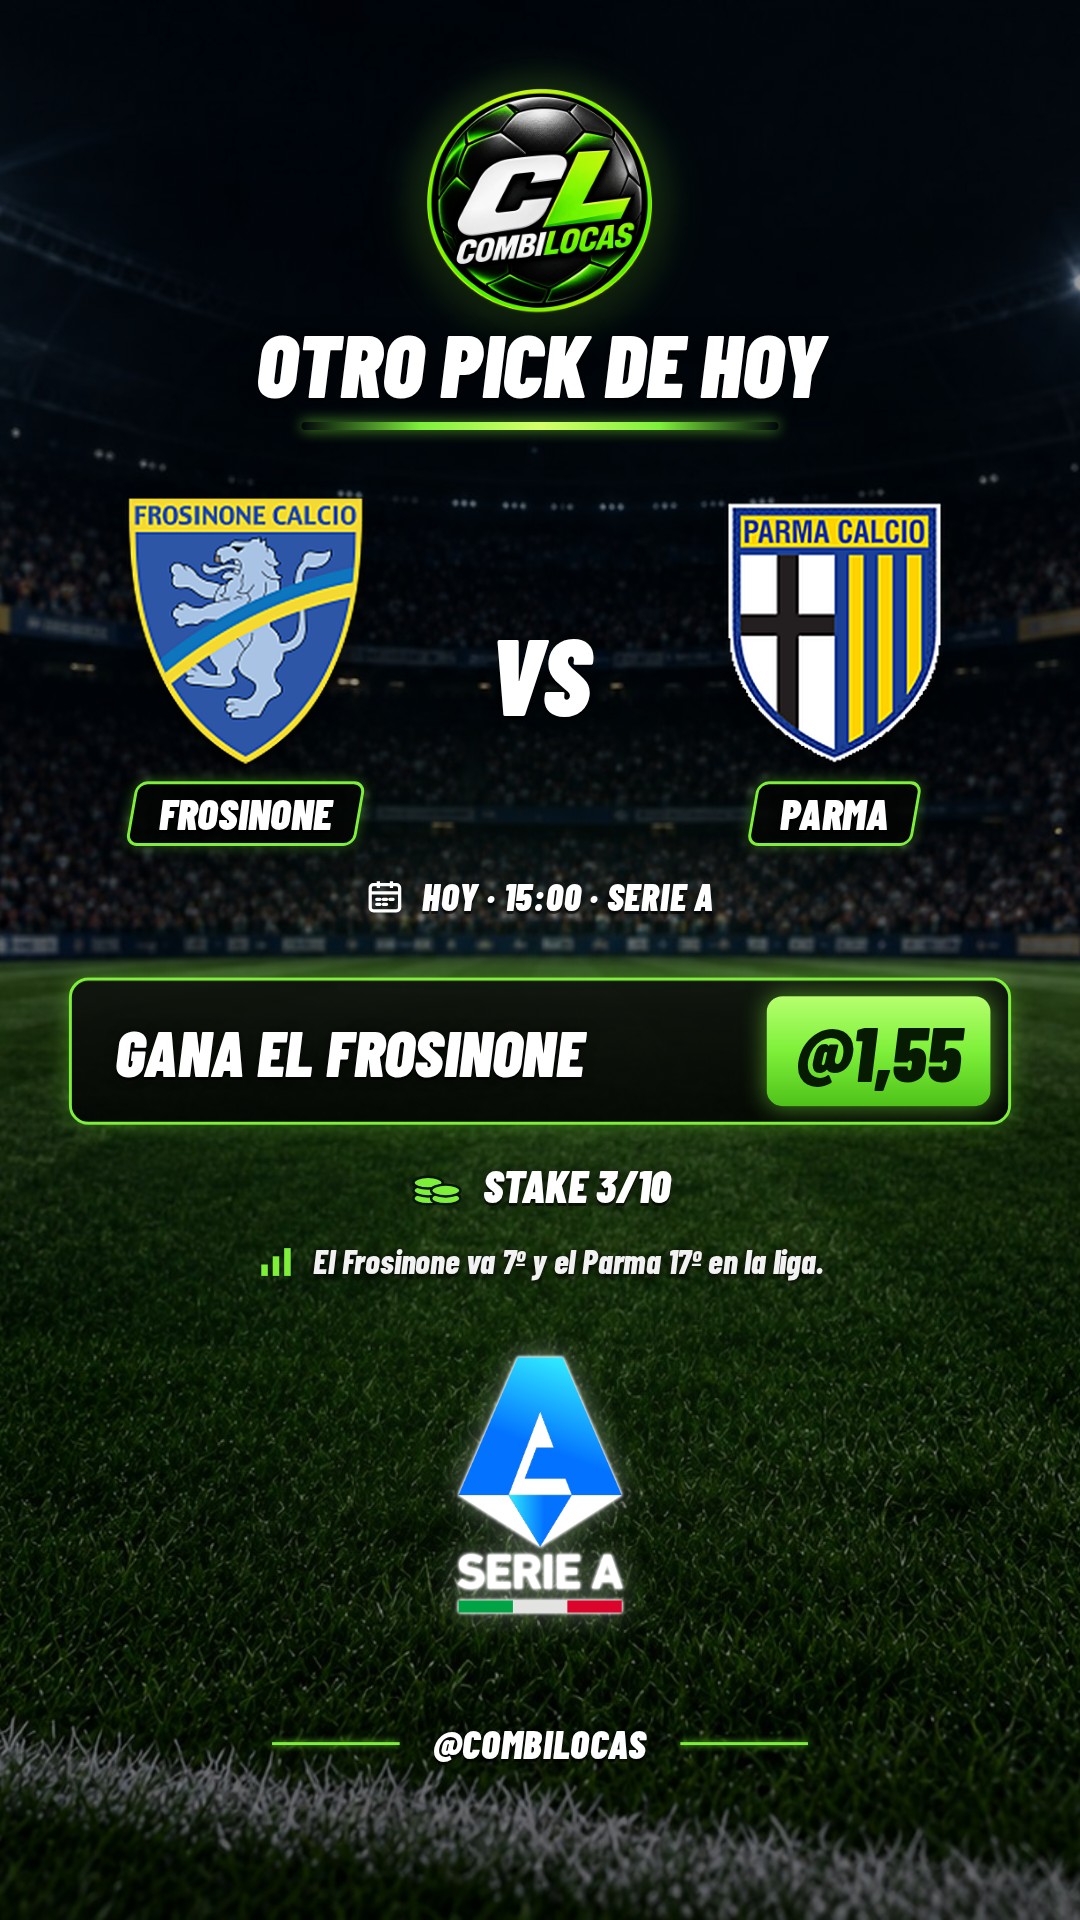 CL
COMBILOCAS
OTRO PICK DE HOY
FROSINONE CALCIO
PARMA CALCIO
VS
FROSINONE
PARMA
HOY · 15:00 · SERIE A
GANA EL FROSINONE
@1,55
STAKE 3/10
El Frosinone va 7º y el Parma 17º en la liga.
SERIE A
@COMBILOCAS